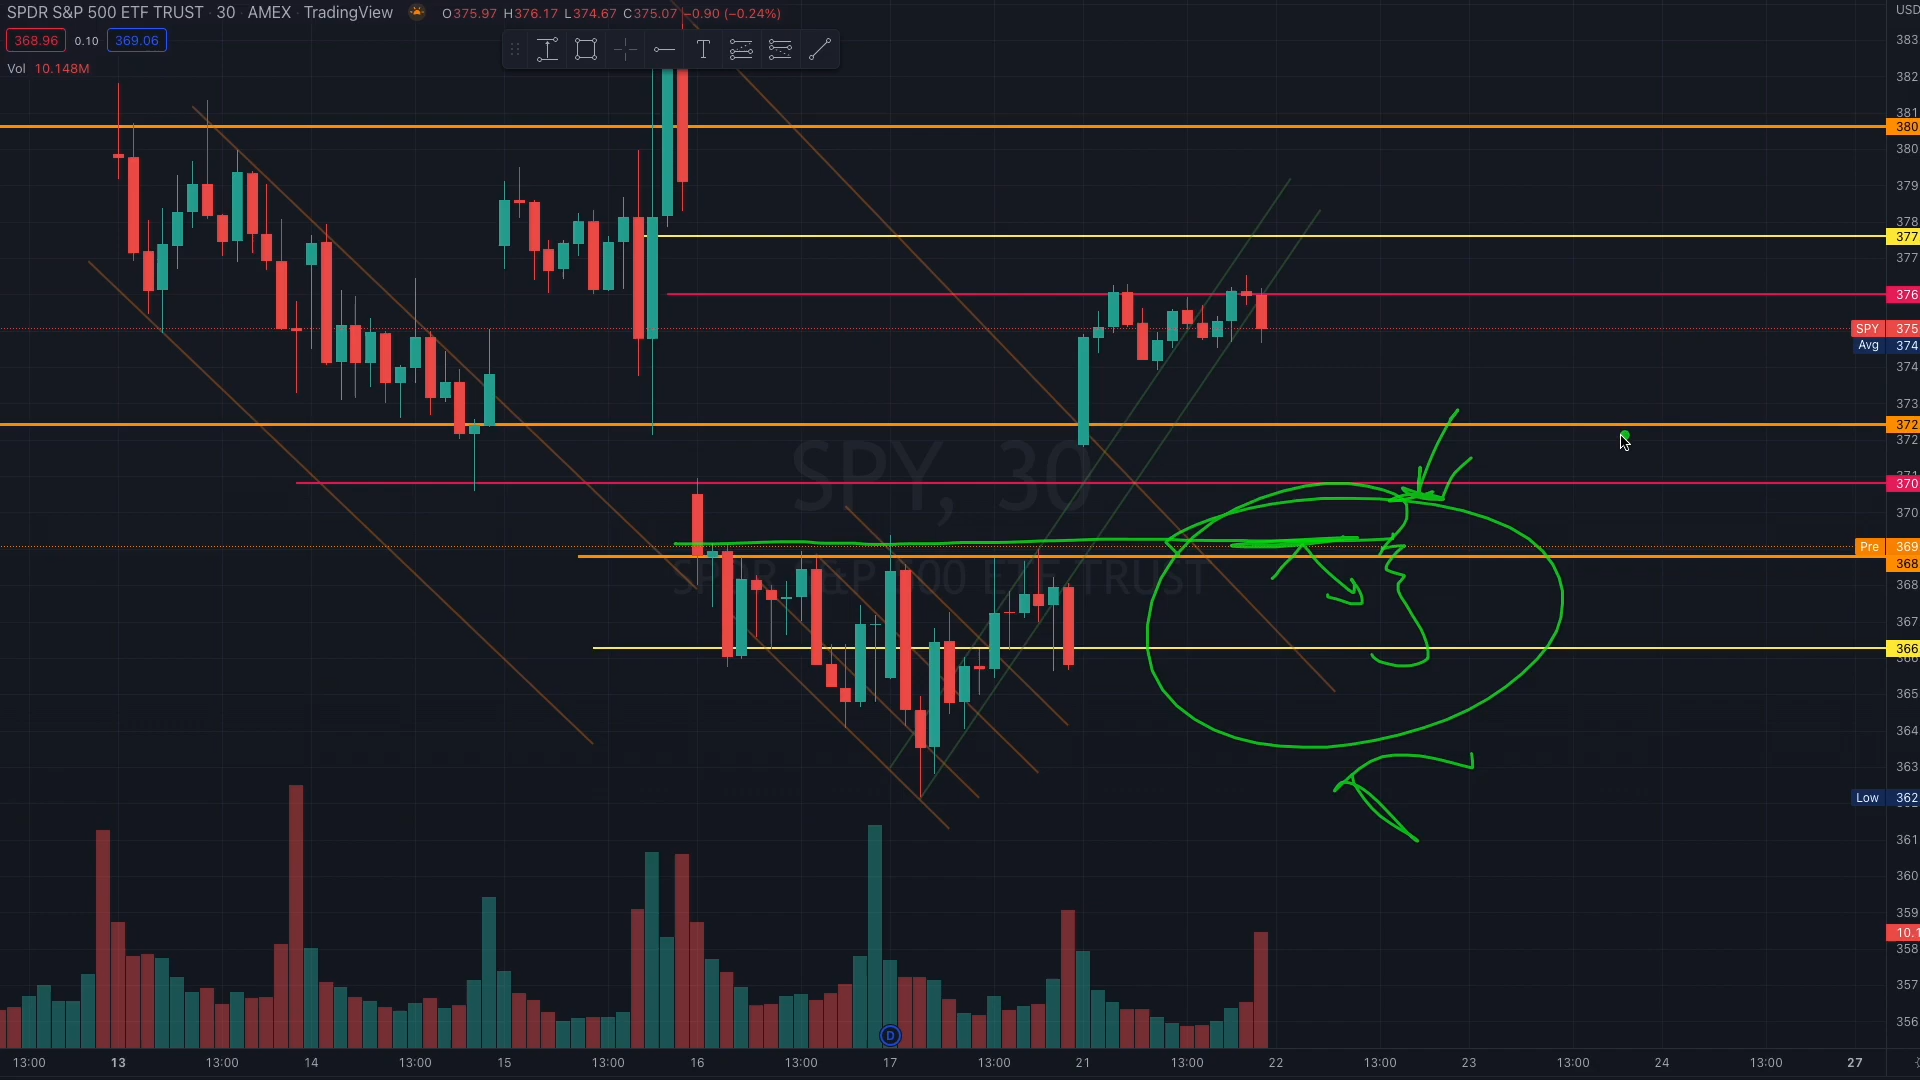 SPDR S&P 500 ETF TRUST · 30 · AMEX · TradingView O375.97 H376.17 L374.67 C375.07 −0.90 (−0.24%)
368.96 0.10 369.06
Vol 10.148M
T
USD
383
382
381
380
380
379
378
377
377
376
SPY 375
Avg 374
374
373
372
372
371
370
370
Pre 369
368
368
367
366
366
365
364
363
Low 362
361
360
359
10.1
358
357
356
SPY, 30
SPDR S&P 500 ETF TRUST
D
13:00 13 13:00 14 13:00 15 13:00 16 13:00 17 13:00 21 13:00 22 13:00 23 13:00 24 13:00 27